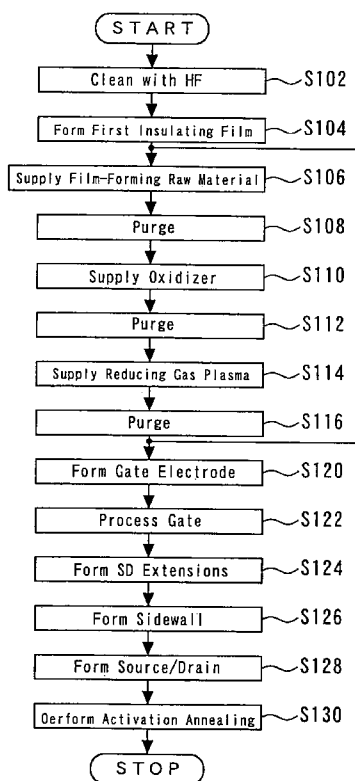 START
Clean with HF S102
Form First Insulating Film S104
Supply Film-Forming Raw Material S106
Purge S108
Supply Oxidizer S110
Purge S112
Supply Reducing Gas Plasma S114
Purge S116
Form Gate Electrode S120
Process Gate S122
Form SD Extensions S124
Form Sidewall S126
Form Source/Drain S128
Oerform Activation Annealing S130
STOP